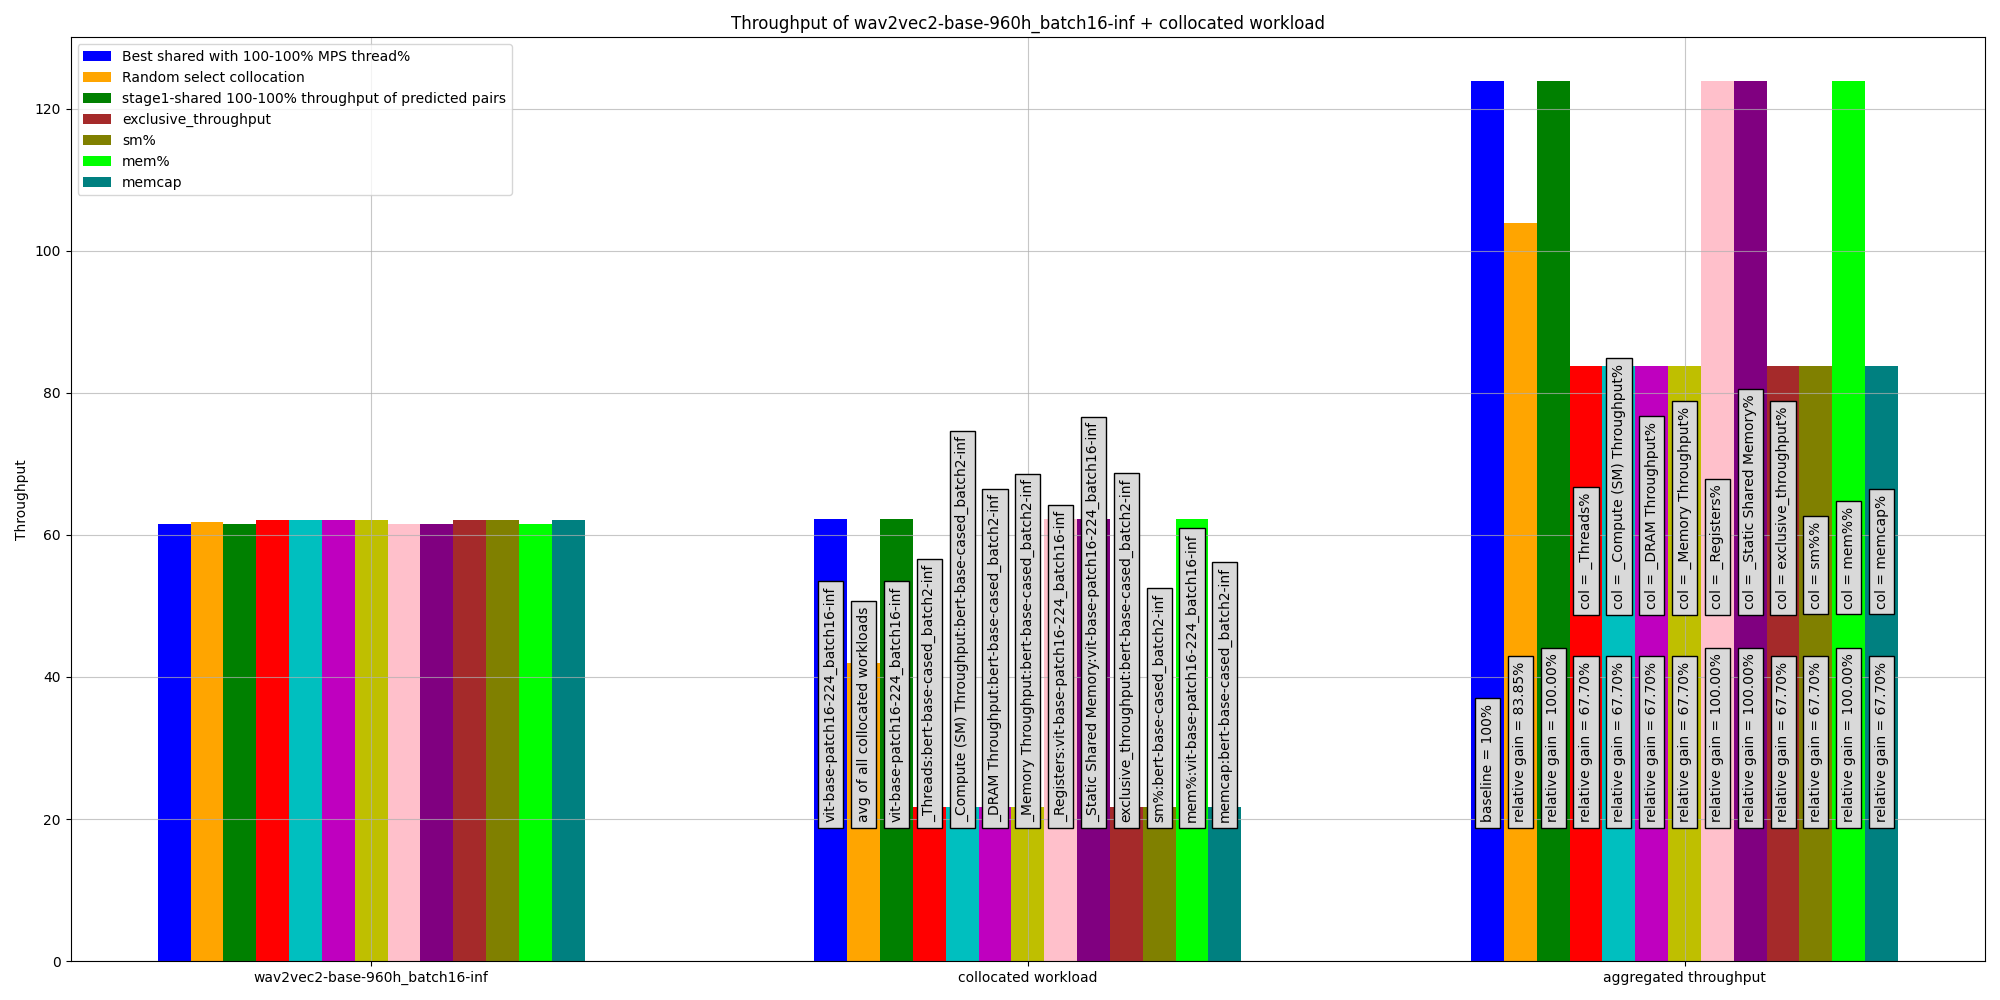 Throughput of wav2vec2-base-960h_batch16-inf + collocated workload
Best shared with 100-100% MPS thread%
Random select collocation
stage1-shared 100-100% throughput of predicted pairs
exclusive_throughput
sm%
mem%
memcap
Throughput
120
100
80
60
40
20
0
vit-base-patch16-224_batch16-inf
avg of all collocated workloads
vit-base-patch16-224_batch16-inf
_Threads:bert-base-cased_batch2-inf
_Compute (SM) Throughput:bert-base-cased_batch2-inf
_DRAM Throughput:bert-base-cased_batch2-inf
_Memory Throughput:bert-base-cased_batch2-inf
_Registers:vit-base-patch16-224_batch16-inf
_Static Shared Memory:vit-base-patch16-224_batch16-inf
exclusive_throughput:bert-base-cased_batch2-inf
sm%:bert-base-cased_batch2-inf
mem%:vit-base-patch16-224_batch16-inf
memcap:bert-base-cased_batch2-inf
col = _Threads%
col = _Compute (SM) Throughput%
col = _DRAM Throughput%
col = _Memory Throughput%
col = _Registers%
col = _Static Shared Memory%
col = exclusive_throughput%
col = sm%%
col = mem%%
col = memcap%
baseline = 100%
relative gain = 83.85%
relative gain = 100.00%
relative gain = 67.70%
relative gain = 67.70%
relative gain = 67.70%
relative gain = 67.70%
relative gain = 100.00%
relative gain = 100.00%
relative gain = 67.70%
relative gain = 67.70%
relative gain = 100.00%
relative gain = 67.70%
wav2vec2-base-960h_batch16-inf
collocated workload
aggregated throughput